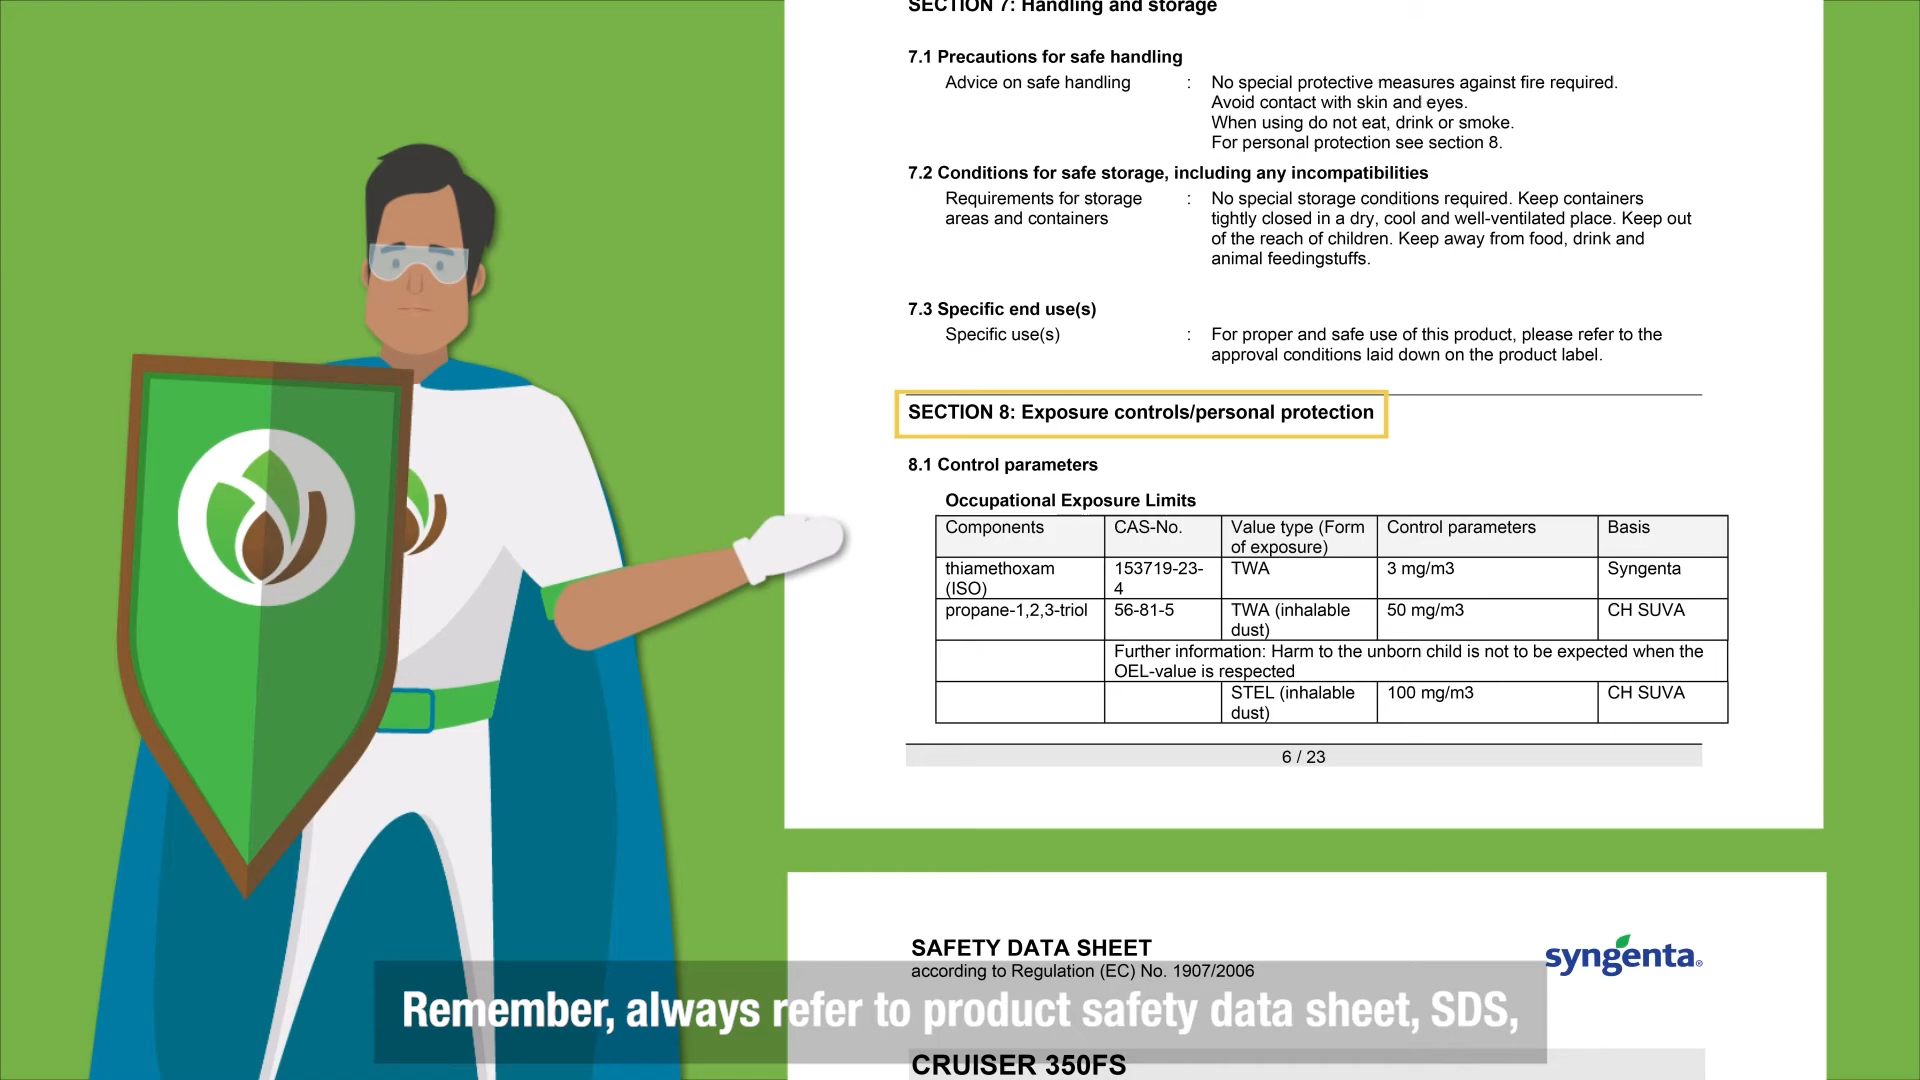 SECTION 7: Handling and storage
7.1 Precautions for safe handling
Advice on safe handling : No special protective measures against fire required.
Avoid contact with skin and eyes.
When using do not eat, drink or smoke.
For personal protection see section 8.
7.2 Conditions for safe storage, including any incompatibilities
Requirements for storage : No special storage conditions required. Keep containers
areas and containers tightly closed in a dry, cool and well-ventilated place. Keep out
of the reach of children. Keep away from food, drink and
animal feedingstuffs.
7.3 Specific end use(s)
Specific use(s) : For proper and safe use of this product, please refer to the
approval conditions laid down on the product label.
SECTION 8: Exposure controls/personal protection
8.1 Control parameters
Occupational Exposure Limits
Components CAS-No. Value type (Form Control parameters Basis
of exposure)
thiamethoxam 153719-23- TWA 3 mg/m3 Syngenta
(ISO) 4
propane-1,2,3-triol 56-81-5 TWA (inhalable 50 mg/m3 CH SUVA
dust)
Further information: Harm to the unborn child is not to be expected when the
OEL-value is respected
STEL (inhalable 100 mg/m3 CH SUVA
dust)
6 / 23
SAFETY DATA SHEET
syngenta®
according to Regulation (EC) No. 1907/2006
Remember, always refer to product safety data sheet, SDS,
CRUISER 350FS